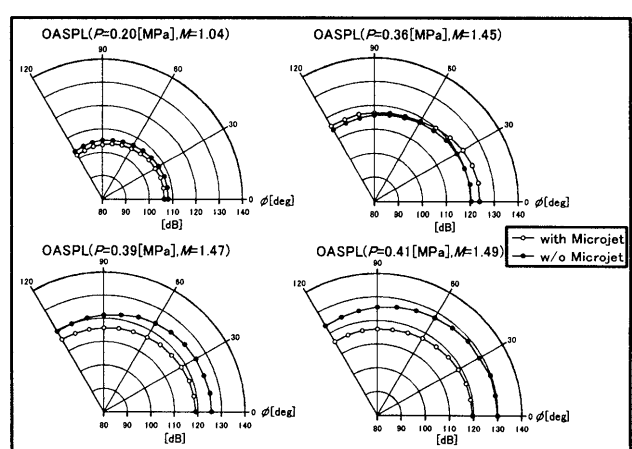 OASPL(P=0.20[MPa],M=1.04)
90
120
60
30
0 ϕ[deg]
80 90 100 110 120 130 140
[dB]
OASPL(P=0.36[MPa],M=1.45)
90
120
60
30
0 ϕ[deg]
80 90 100 110 120 130 140
[dB]
with Microjet
w/o Microjet
OASPL(P=0.39[MPa],M=1.47)
90
120
60
30
0 ϕ[deg]
80 90 100 110 120 130 140
[dB]
OASPL(P=0.41[MPa],M=1.49)
90
120
60
30
0 ϕ[deg]
80 90 100 110 120 130 140
[dB]